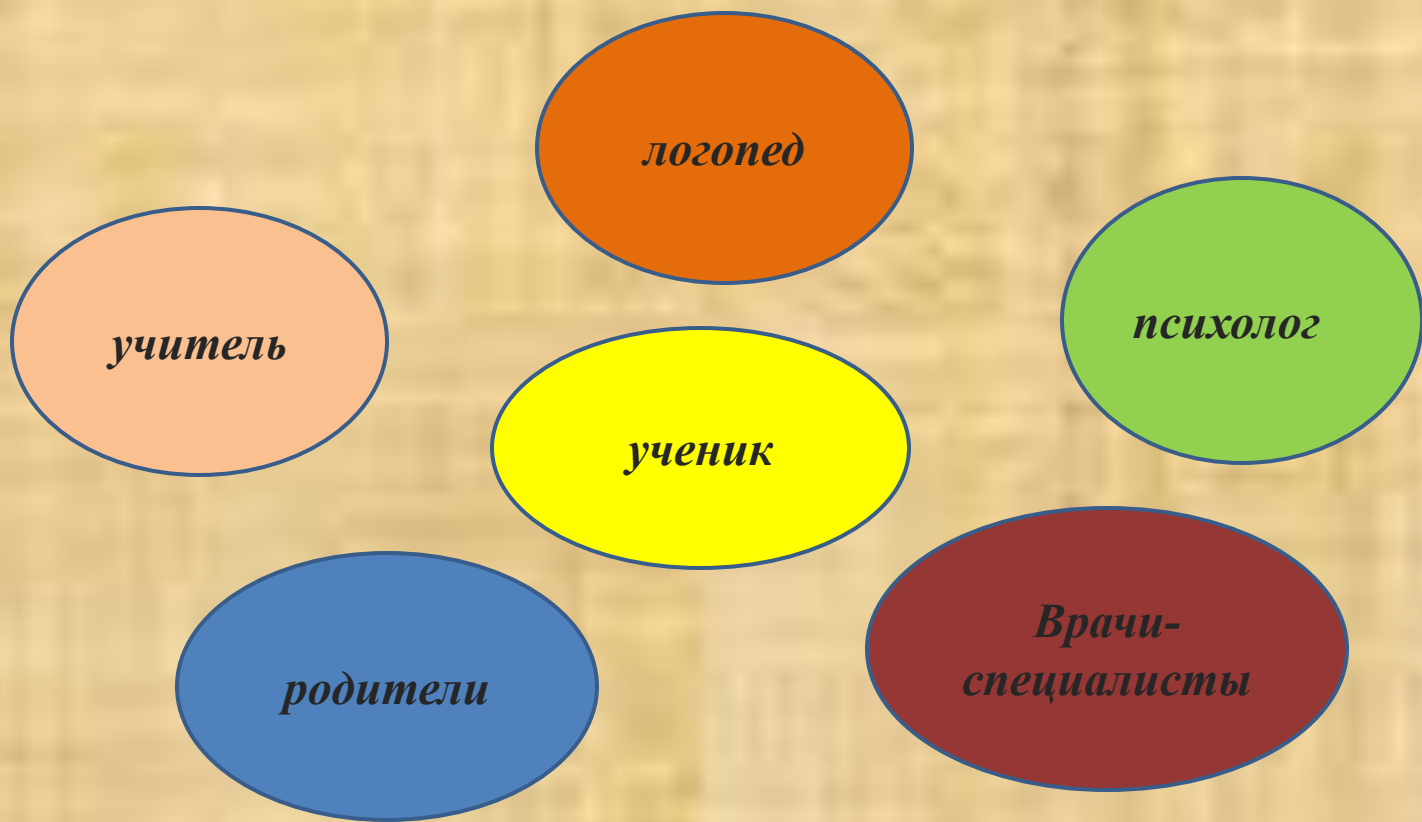 логопед
учитель
психолог
ученик
родители
Врачи-
специалисты